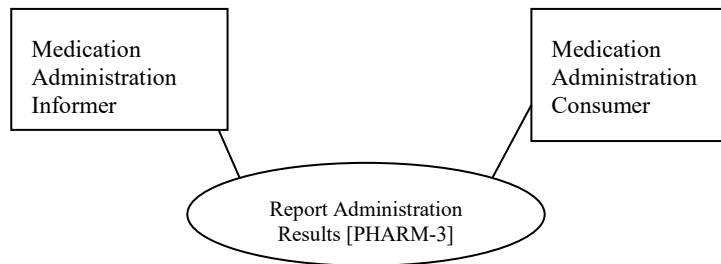 Medication
Administration
Informer
Medication
Administration
Consumer
Report Administration
Results [PHARM-3]